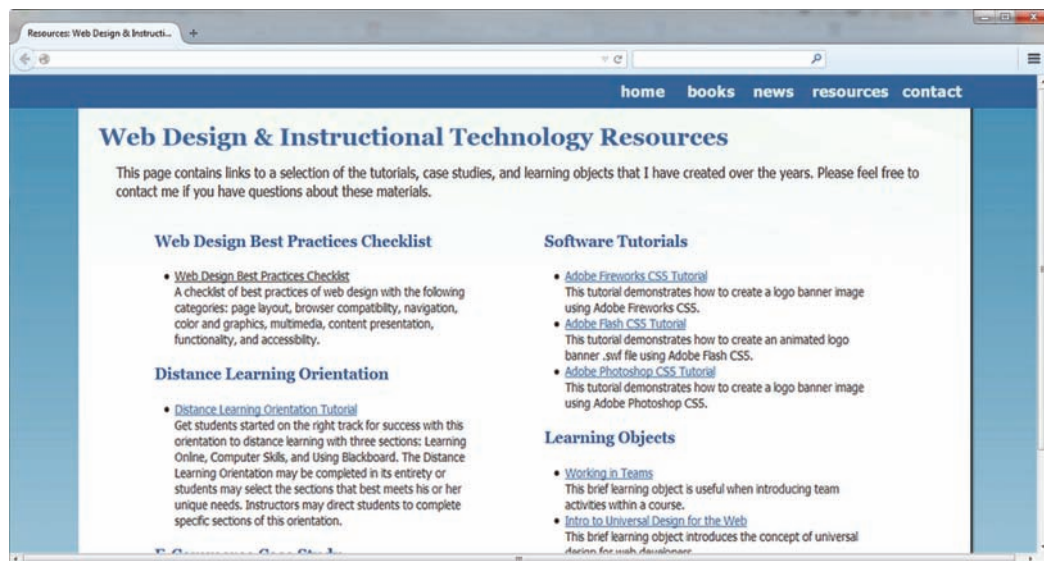 Resources: Web Design & Instructi...
home books news resources contact
Web Design & Instructional Technology Resources
This page contains links to a selection of the tutorials, case studies, and learning objects that I have created over the years. Please feel free to
contact me if you have questions about these materials.
Web Design Best Practices Checklist
Web Design Best Practices Checklist
A checklist of best practices of web design with the following
categories: page layout, browser compatibility, navigation,
color and graphics, multimedia, content presentation,
functionality, and accessiblity.
Distance Learning Orientation
Distance Learning Orientation Tutorial
Get students started on the right track for success with this
orientation to distance learning with three sections: Learning
Online, Computer Skills, and Using Blackboard. The Distance
Learning Orientation may be completed in its entirety or
students may select the sections that best meets his or her
unique needs. Instructors may direct students to complete
specific sections of this orientation.
E-Commerce Case Study
Software Tutorials
Adobe Fireworks CS5 Tutorial
This tutorial demonstrates how to create a logo banner image
using Adobe Fireworks CS5.
Adobe Flash CS5 Tutorial
This tutorial demonstrates how to create an animated logo
banner .swf file using Adobe Flash CS5.
Adobe Photoshop CS5 Tutorial
This tutorial demonstrates how to create a logo banner image
using Adobe Photoshop CS5.
Learning Objects
Working in Teams
This brief learning object is useful when introducing team
activities within a course.
Intro to Universal Design for the Web
This brief learning object introduces the concept of universal
design for web developers.